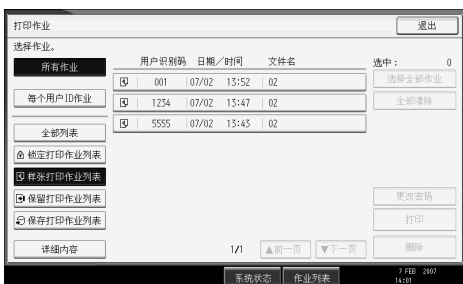 打印作业
退出
选择作业。
所有作业
用户识别码 日期/时间 文件名
选中： 0
001 07/02 13:52 02
选择全部作业
每个用户ID作业
1234 07/02 13:47 02
全部清除
5555 07/02 13:43 02
全部列表
锁定打印作业列表
样张打印作业列表
保留打印作业列表
更改密码
保存打印作业列表
打印
详细内容
1/1
▲前一页
▼下一页
删除
系统状态
作业列表
7 FEB 2007
14:01